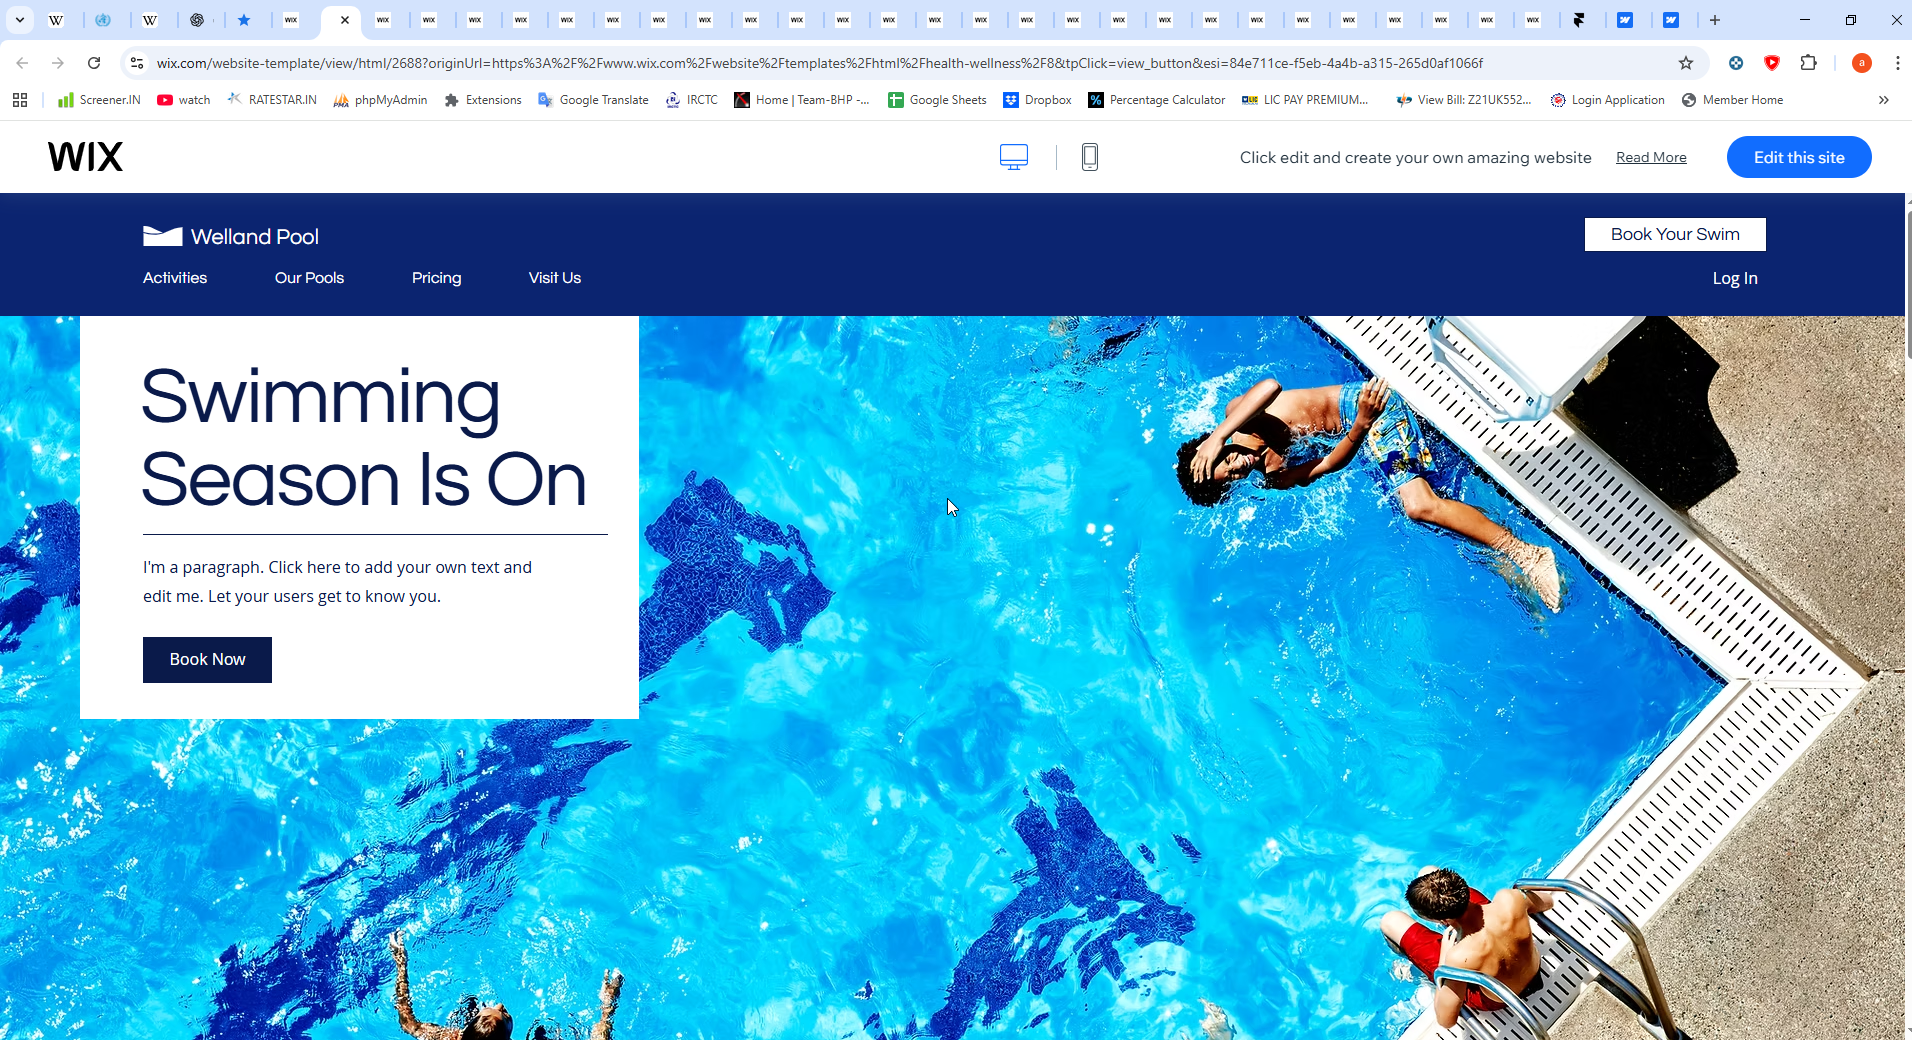 wix.com/website-template/view/html/2688?originUrl=https%3A%2F%2Fwww.wix.com%2Fwebsite%2Ftemplates%2Fhtml%2Fhealth-wellness%2F8&tpClick=view_button&esi=84e711ce-f5eb-4a4b-a315-265d0af1066f
a
Screener.IN watch RATESTAR.IN phpMyAdmin Extensions Google Translate IRCTC Home | Team-BHP -... Google Sheets Dropbox Percentage Calculator LIC PAY PREMIUM... View Bill: Z21UK552... Login Application Member Home
WIX
Click edit and create your own amazing website Read More Edit this site
Welland Pool
Book Your Swim
Activities Our Pools Pricing Visit Us
Log In
Swimming
Season Is On
I'm a paragraph. Click here to add your own text and
edit me. Let your users get to know you.
Book Now